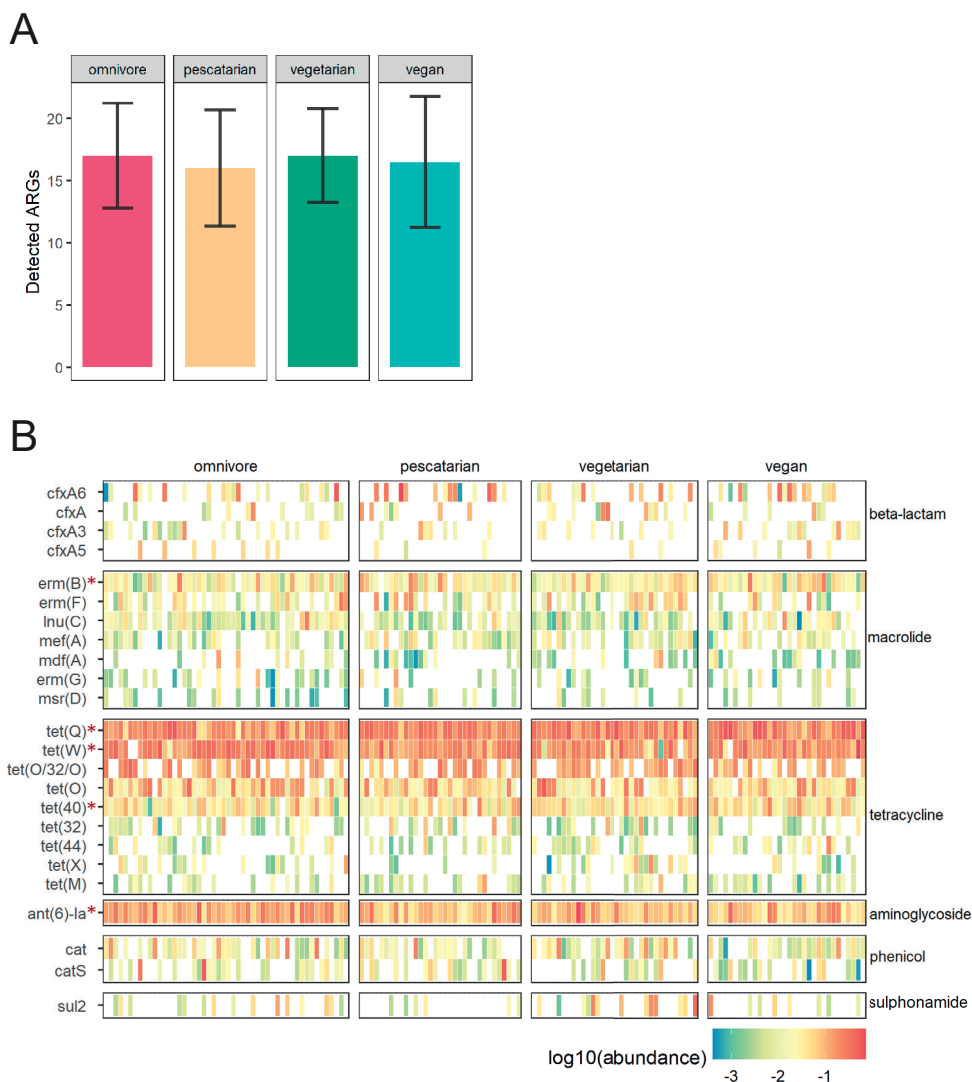 A
omnivore pescatarian vegetarian vegan
Detected ARGs
20
15
10
5
0
B
omnivore pescatarian vegetarian vegan
cfxA6
cfxA
cfxA3
cfxA5
beta-lactam
erm(B)*
erm(F)
lnu(C)
mef(A)
mdf(A)
erm(G)
msr(D)
macrolide
tet(Q)*
tet(W)*
tet(O/32/O)
tet(O)
tet(40)*
tet(32)
tet(44)
tet(X)
tet(M)
tetracycline
ant(6)-Ia* aminoglycoside
cat
catS
phenicol
sul2 sulphonamide
log10(abundance)
-3 -2 -1